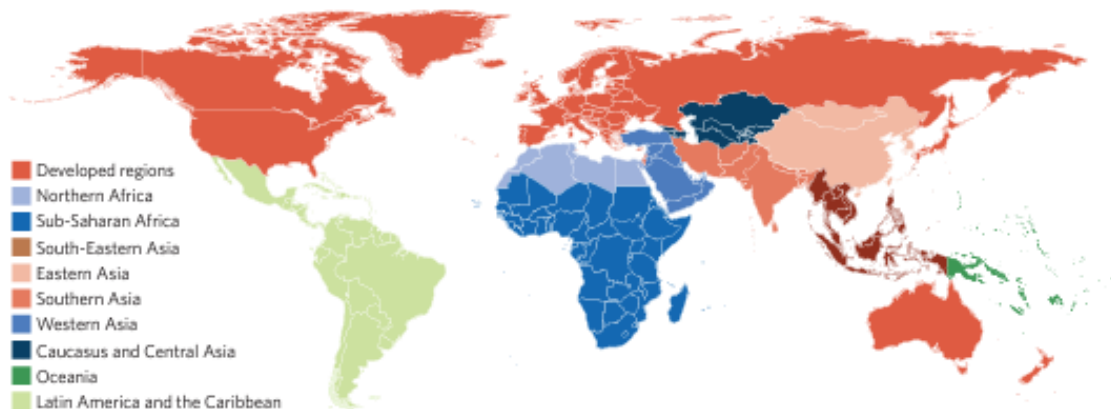 Developed regions
Northern Africa
Sub-Saharan Africa
South-Eastern Asia
Eastern Asia
Southern Asia
Western Asia
Caucasus and Central Asia
Oceania
Latin America and the Caribbean